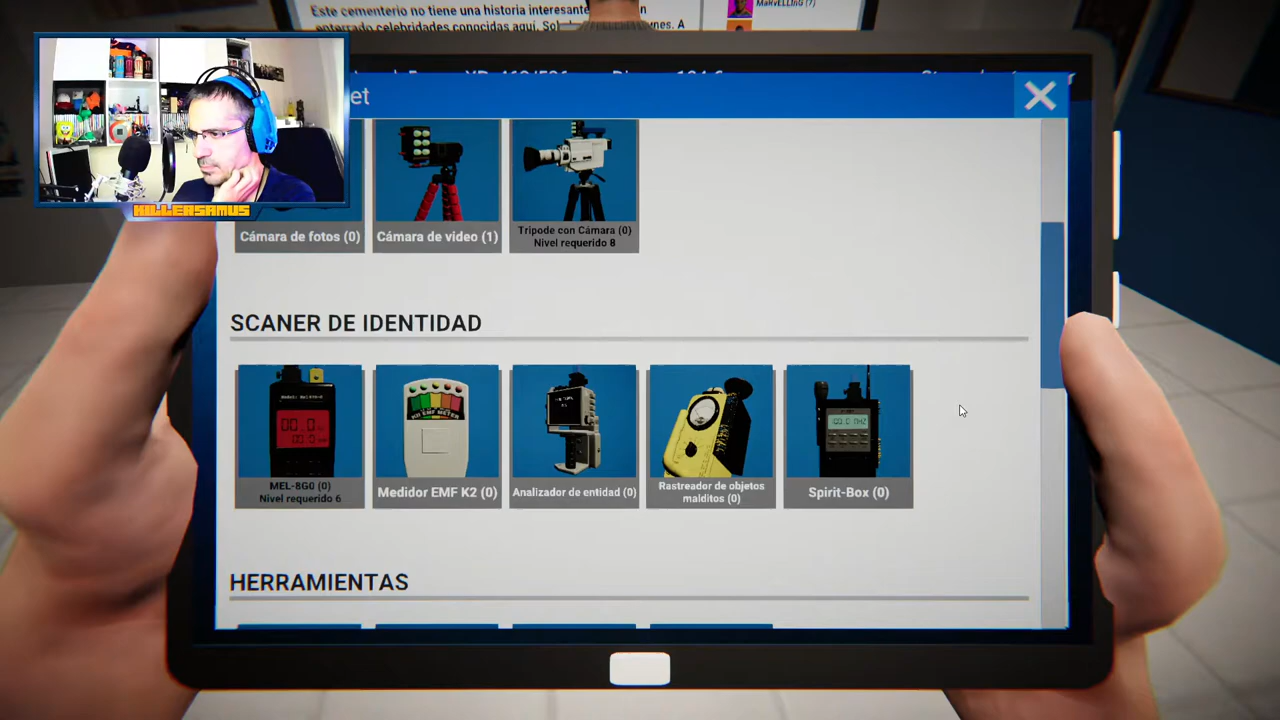 Este cementerio no tiene una historia interesante
enterrado celebridades conocidas aquí.
MaRvELLInG (7)
et
Cámara de fotos (0)
Cámara de video (1)
Tripode con Cámara (0)
Nivel requerido 8
KILLERSAMUS
SCANER DE IDENTIDAD
MEL-8G0 (0)
Nivel requerido 6
Medidor EMF K2 (0)
Analizador de entidad (0)
Rastreador de objetos
malditos (0)
Spirit-Box (0)
HERRAMIENTAS